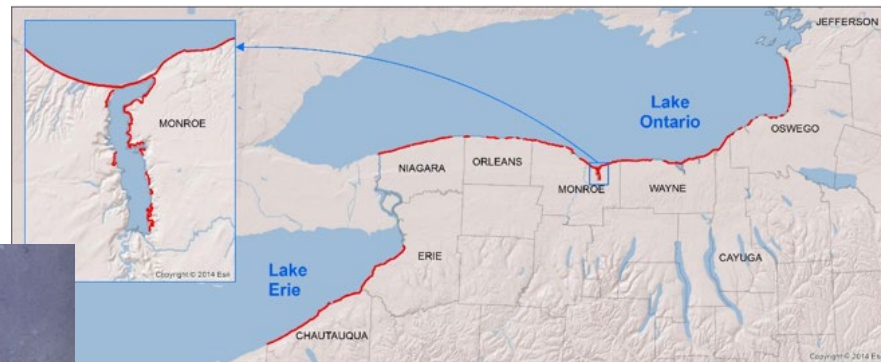 JEFFERSON
MONROE
Lake
Ontario
OSWEGO
NIAGARA
ORLEANS
MONROE
WAYNE
Copyright © 2014 Esri
Lake
Erie
ERIE
CAYUGA
CHAUTAUQUA
Copyright © 2014 Esri